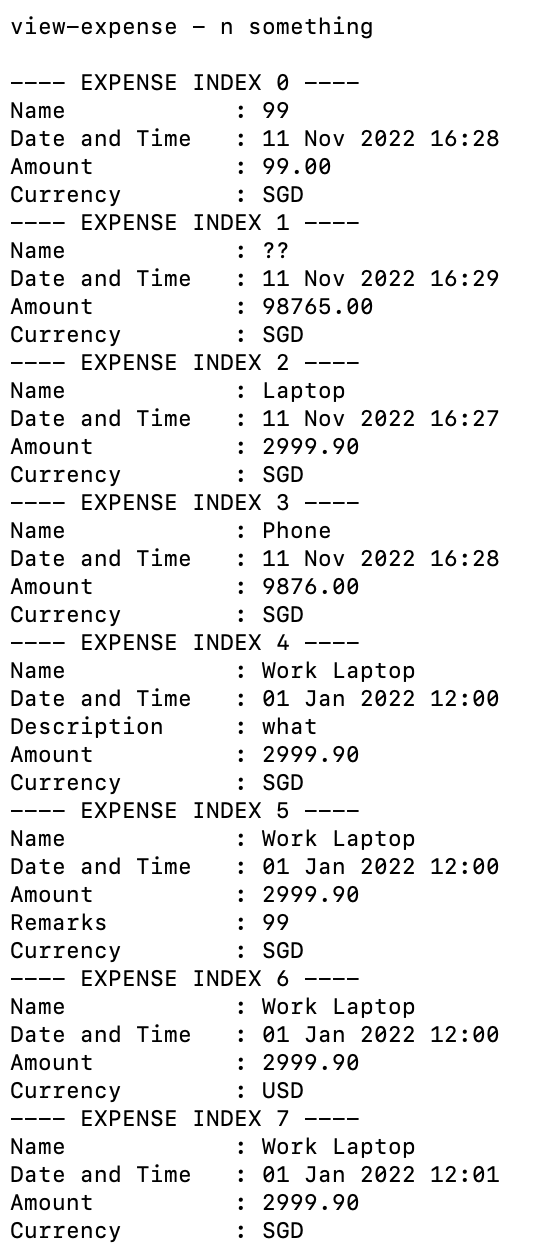 view-expense - n something
---- EXPENSE INDEX 0 ----
Name : 99
Date and Time : 11 Nov 2022 16:28
Amount : 99.00
Currency : SGD
---- EXPENSE INDEX 1 ----
Name : ??
Date and Time : 11 Nov 2022 16:29
Amount : 98765.00
Currency : SGD
---- EXPENSE INDEX 2 ----
Name : Laptop
Date and Time : 11 Nov 2022 16:27
Amount : 2999.90
Currency : SGD
---- EXPENSE INDEX 3 ----
Name : Phone
Date and Time : 11 Nov 2022 16:28
Amount : 9876.00
Currency : SGD
---- EXPENSE INDEX 4 ----
Name : Work Laptop
Date and Time : 01 Jan 2022 12:00
Description : what
Amount : 2999.90
Currency : SGD
---- EXPENSE INDEX 5 ----
Name : Work Laptop
Date and Time : 01 Jan 2022 12:00
Amount : 2999.90
Remarks : 99
Currency : SGD
---- EXPENSE INDEX 6 ----
Name : Work Laptop
Date and Time : 01 Jan 2022 12:00
Amount : 2999.90
Currency : USD
---- EXPENSE INDEX 7 ----
Name : Work Laptop
Date and Time : 01 Jan 2022 12:01
Amount : 2999.90
Currency : SGD